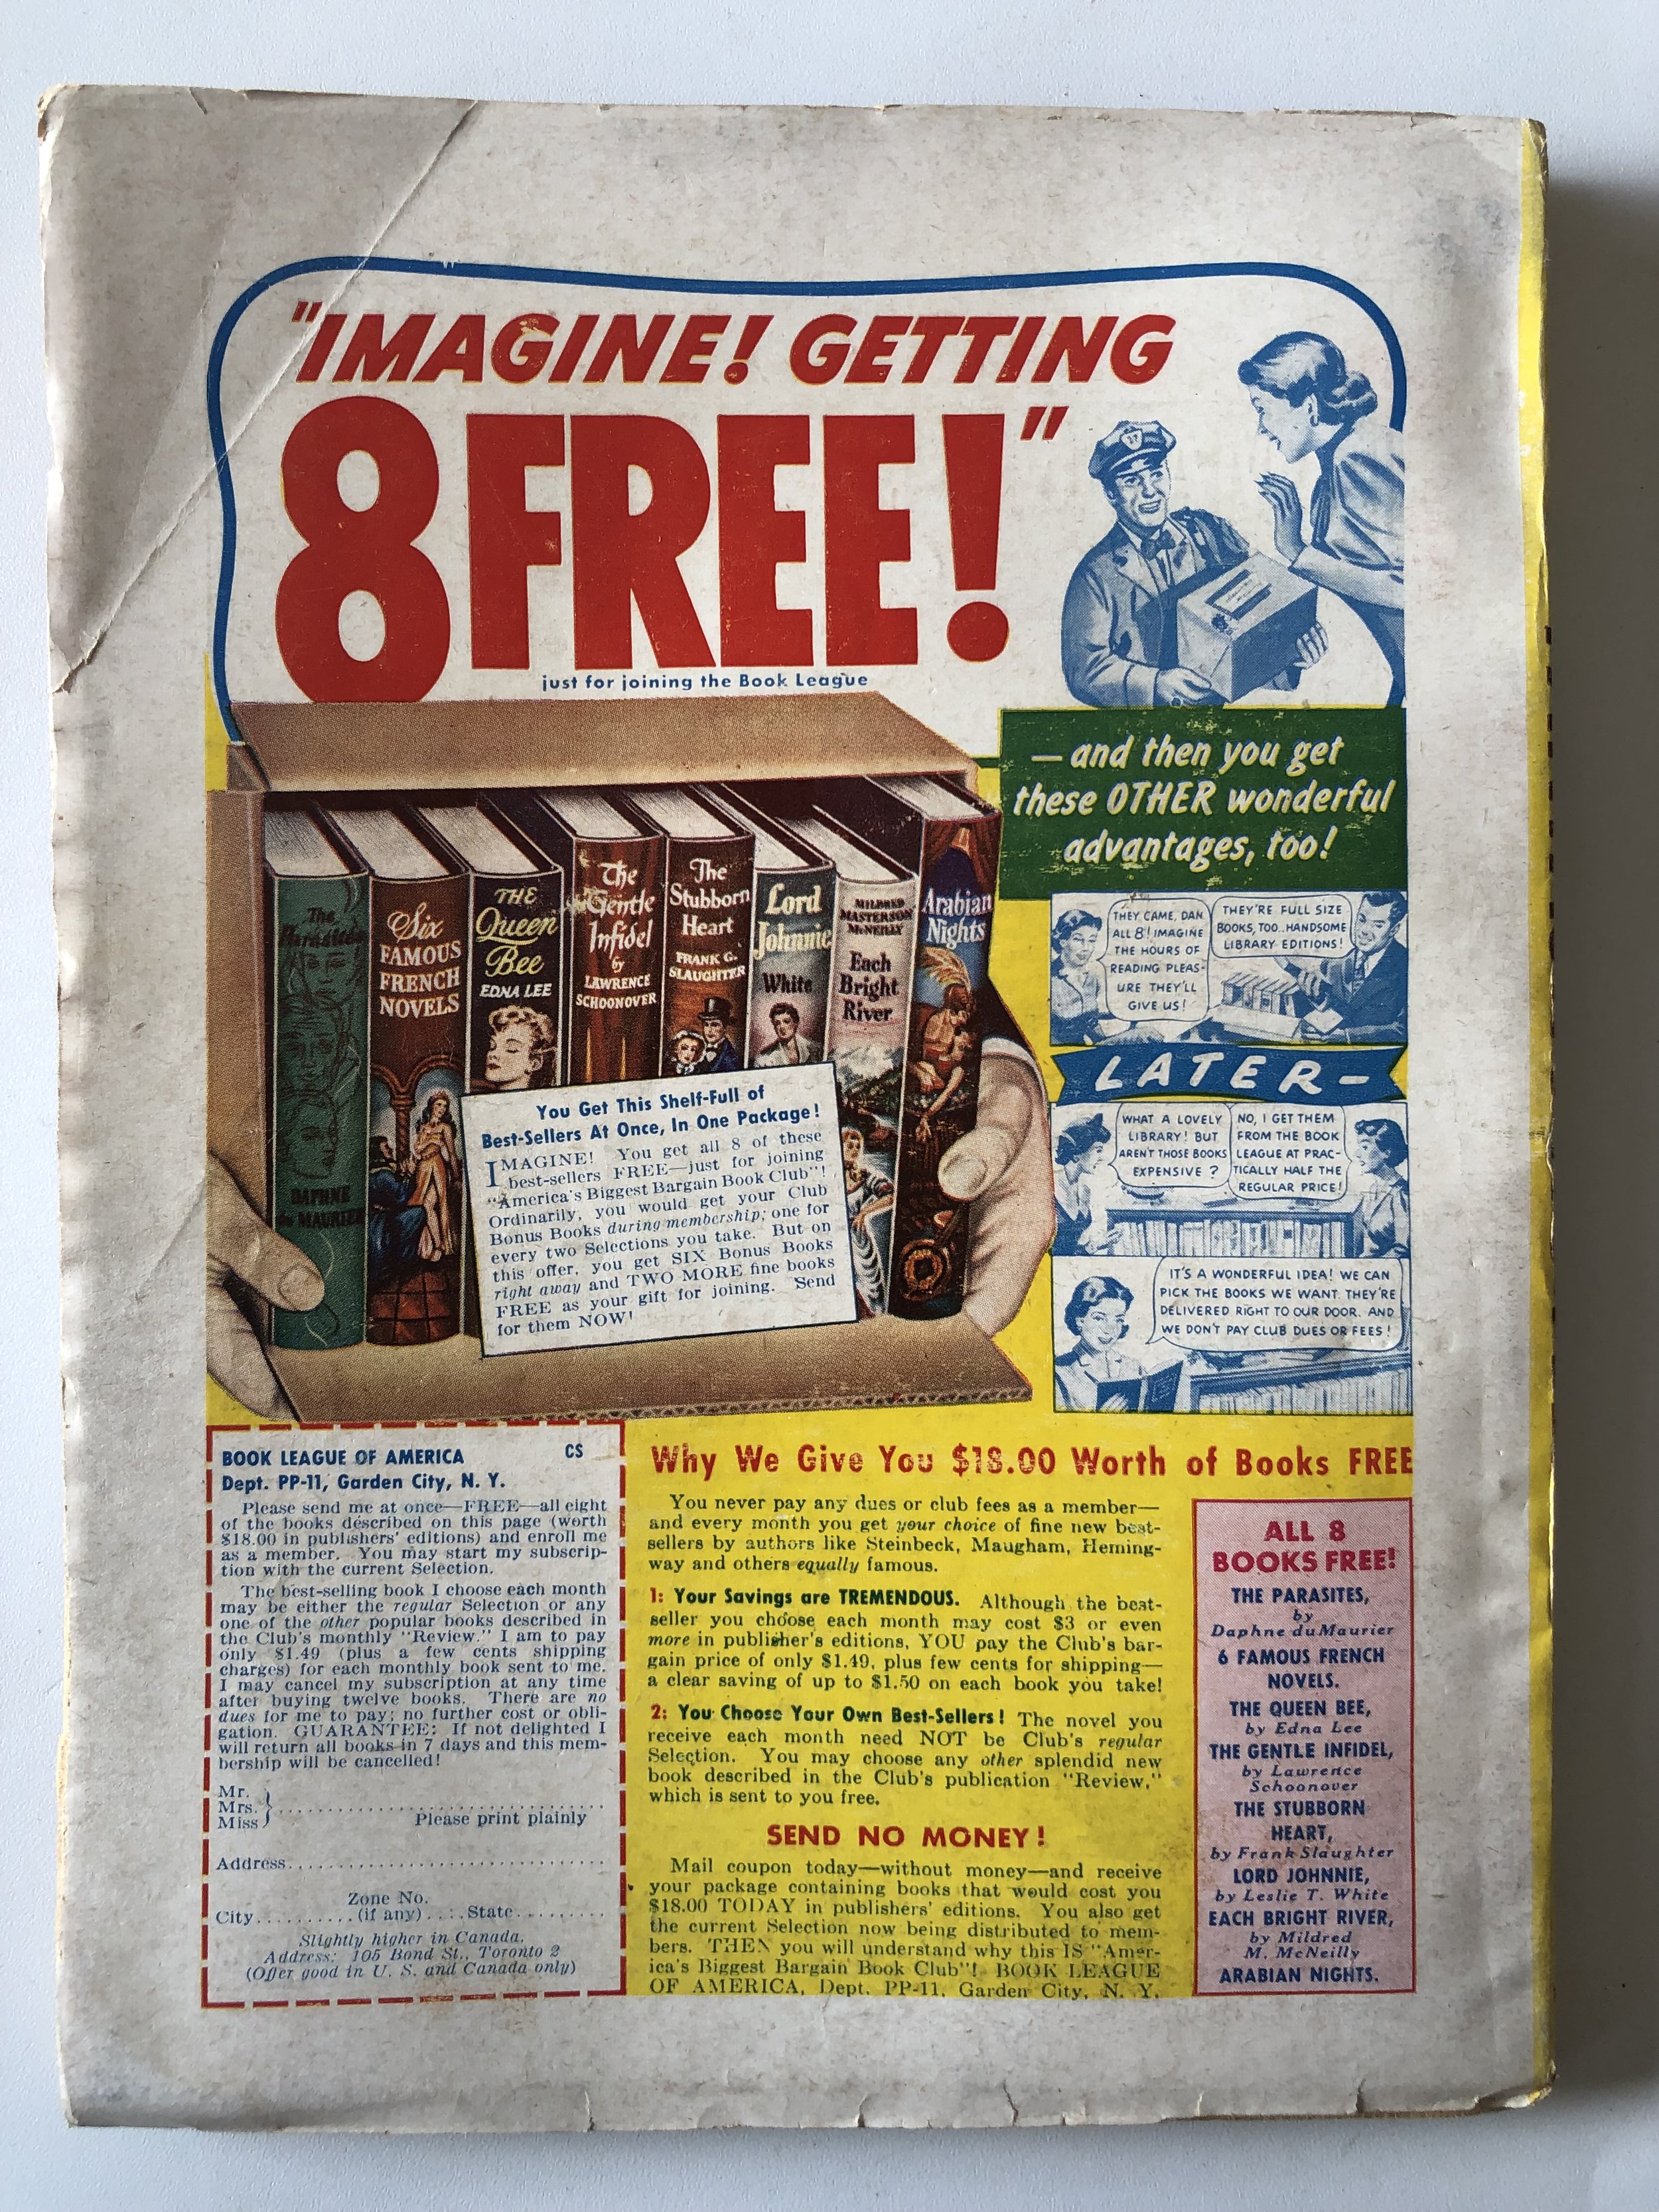 "IMAGINE! GETTING
8 FREE!"
just for joining the Book League
— and then you get
these OTHER wonderful
advantages, too!
The
Parasites
DAPHNE
du MAURIER
Six
FAMOUS
FRENCH
NOVELS
THE
Queen
Bee
EDNA LEE
The
Gentle
Infidel
by
LAWRENCE
SCHOONOVER
The
Stubborn
Heart
FRANK G.
SLAUGHTER
Lord
Johnnie
White
MILDRED
MASTERSON
McNEILLY
Each
Bright
River
Arabian
Nights
You Get This Shelf-Full of
Best-Sellers At Once, In One Package!
IMAGINE! You get all 8 of these
best-sellers FREE—just for joining
"America's Biggest Bargain Book Club"!
Ordinarily, you would get your Club
Bonus Books during membership; one for
every two Selections you take. But on
this offer, you get SIX Bonus Books
right away and TWO MORE fine books
FREE as your gift for joining. Send
for them NOW!
THEY CAME, DAN
ALL 8! IMAGINE
THE HOURS OF
READING PLEAS-
URE THEY'LL
GIVE US!
THEY'RE FULL SIZE
BOOKS, TOO..HANDSOME
LIBRARY EDITIONS!
LATER-
WHAT A LOVELY
LIBRARY! BUT
AREN'T THOSE BOOKS
EXPENSIVE?
NO, I GET THEM
FROM THE BOOK
LEAGUE AT PRAC-
TICALLY HALF THE
REGULAR PRICE!
IT'S A WONDERFUL IDEA! WE CAN
PICK THE BOOKS WE WANT. THEY'RE
DELIVERED RIGHT TO OUR DOOR. AND
WE DON'T PAY CLUB DUES OR FEES!
BOOK LEAGUE OF AMERICA CS
Dept. PP-11, Garden City, N. Y.
Please send me at once—FREE—all eight
of the books described on this page (worth
$18.00 in publishers' editions) and enroll me
as a member. You may start my subscrip-
tion with the current Selection.
The best-selling book I choose each month
may be either the regular Selection or any
one of the other popular books described in
the Club's monthly "Review." I am to pay
only $1.49 (plus a few cents shipping
charges) for each monthly book sent to me.
I may cancel my subscription at any time
after buying twelve books. There are no
dues for me to pay; no further cost or obli-
gation. GUARANTEE: If not delighted I
will return all books in 7 days and this mem-
bership will be cancelled!
Mr.
Mrs.
Miss
Please print plainly
Address
Zone No.
City.......... (if any) .... State.........
Slightly higher in Canada.
Address: 105 Bond St., Toronto 2
(Offer good in U. S. and Canada only)
Why We Give You $18.00 Worth of Books FREE
You never pay any dues or club fees as a member—
and every month you get your choice of fine new best-
sellers by authors like Steinbeck, Maugham, Heming-
way and others equally famous.
1: Your Savings are TREMENDOUS. Although the best-
seller you choose each month may cost $3 or even
more in publisher's editions, YOU pay the Club's bar-
gain price of only $1.49, plus few cents for shipping—
a clear saving of up to $1.50 on each book you take!
2: You Choose Your Own Best-Sellers! The novel you
receive each month need NOT be Club's regular
Selection. You may choose any other splendid new
book described in the Club's publication "Review,"
which is sent to you free.
SEND NO MONEY!
Mail coupon today—without money—and receive
your package containing books that would cost you
$18.00 TODAY in publishers' editions. You also get
the current Selection now being distributed to mem-
bers. THEN you will understand why this IS "Amer-
ica's Biggest Bargain Book Club"! BOOK LEAGUE
OF AMERICA, Dept. PP-11, Garden City, N. Y.
ALL 8
BOOKS FREE!
THE PARASITES,
by
Daphne duMaurier
6 FAMOUS FRENCH
NOVELS.
THE QUEEN BEE,
by Edna Lee
THE GENTLE INFIDEL,
by Lawrence
Schoonover
THE STUBBORN
HEART,
by Frank Slaughter
LORD JOHNNIE,
by Leslie T. White
EACH BRIGHT RIVER,
by Mildred
M. McNeilly
ARABIAN NIGHTS.